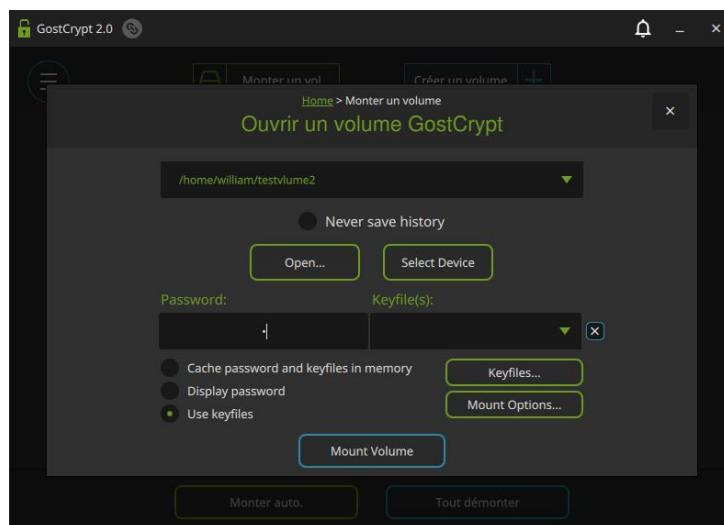 GostCrypt 2.0
Monter un vol
Créer un volume
Home > Monter un volume
Ouvrir un volume GostCrypt
/home/william/testvlume2
Never save history
Open...
Select Device
Password:
Keyfile(s):
Cache password and keyfiles in memory
Keyfiles...
Display password
Mount Options...
Use keyfiles
Mount Volume
Monter auto.
Tout démonter